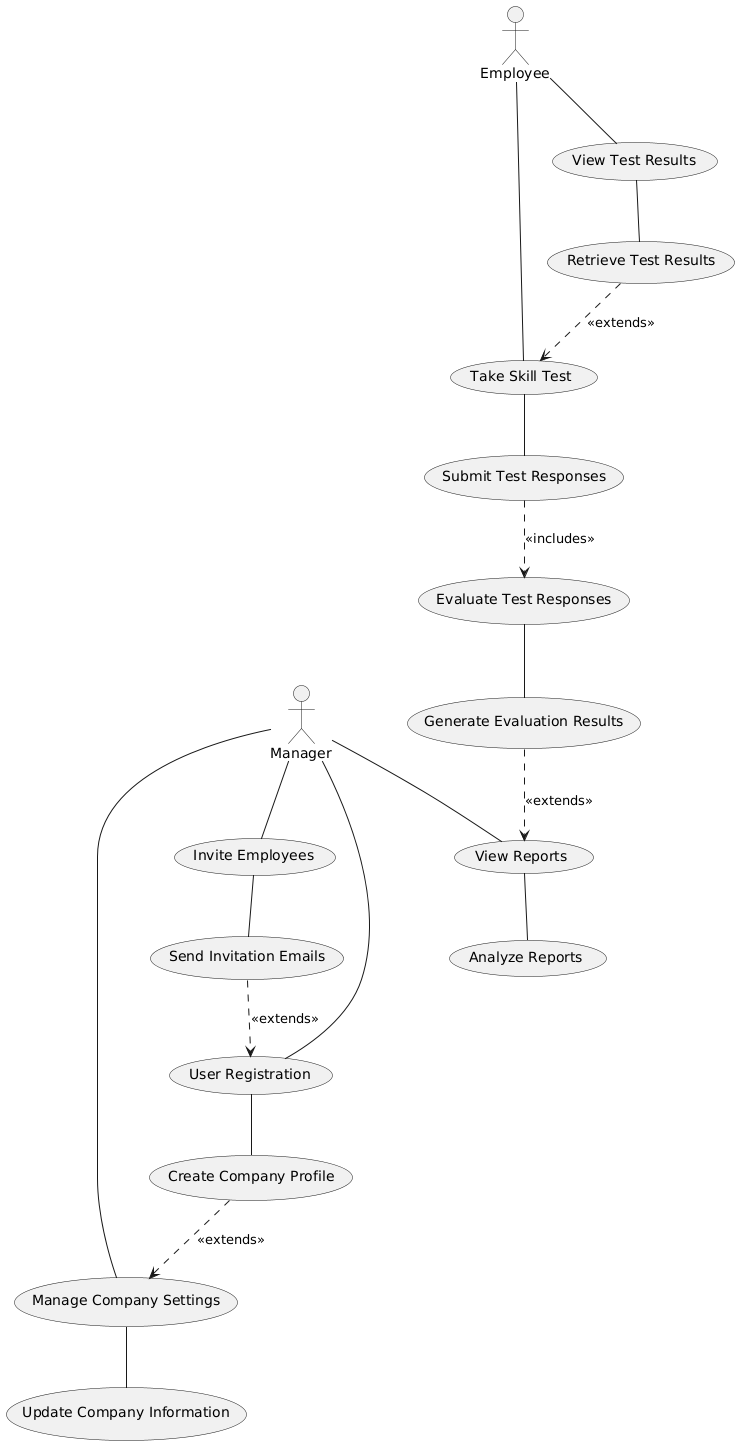 Employee
View Test Results
Retrieve Test Results
«extends»
Take Skill Test
Submit Test Responses
«includes»
Evaluate Test Responses
Generate Evaluation Results
Manager
«extends»
Invite Employees
View Reports
Send Invitation Emails
Analyze Reports
«extends»
User Registration
Create Company Profile
«extends»
Manage Company Settings
Update Company Information